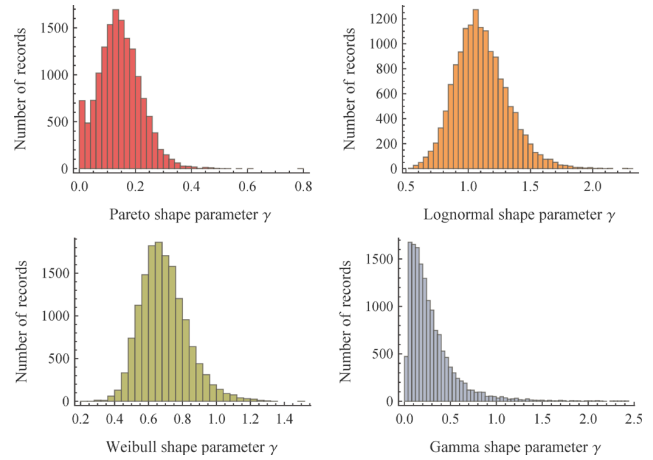 Number of records
1500
1000
500
0
0.0 0.2 0.4 0.6 0.8
Pareto shape parameter γ
Number of records
1200
1000
800
600
400
200
0
0.5 1.0 1.5 2.0
Lognormal shape parameter γ
Number of records
1500
1000
500
0
0.2 0.4 0.6 0.8 1.0 1.2 1.4
Weibull shape parameter γ
Number of records
1500
1000
500
0
0.0 0.5 1.0 1.5 2.0 2.5
Gamma shape parameter γ